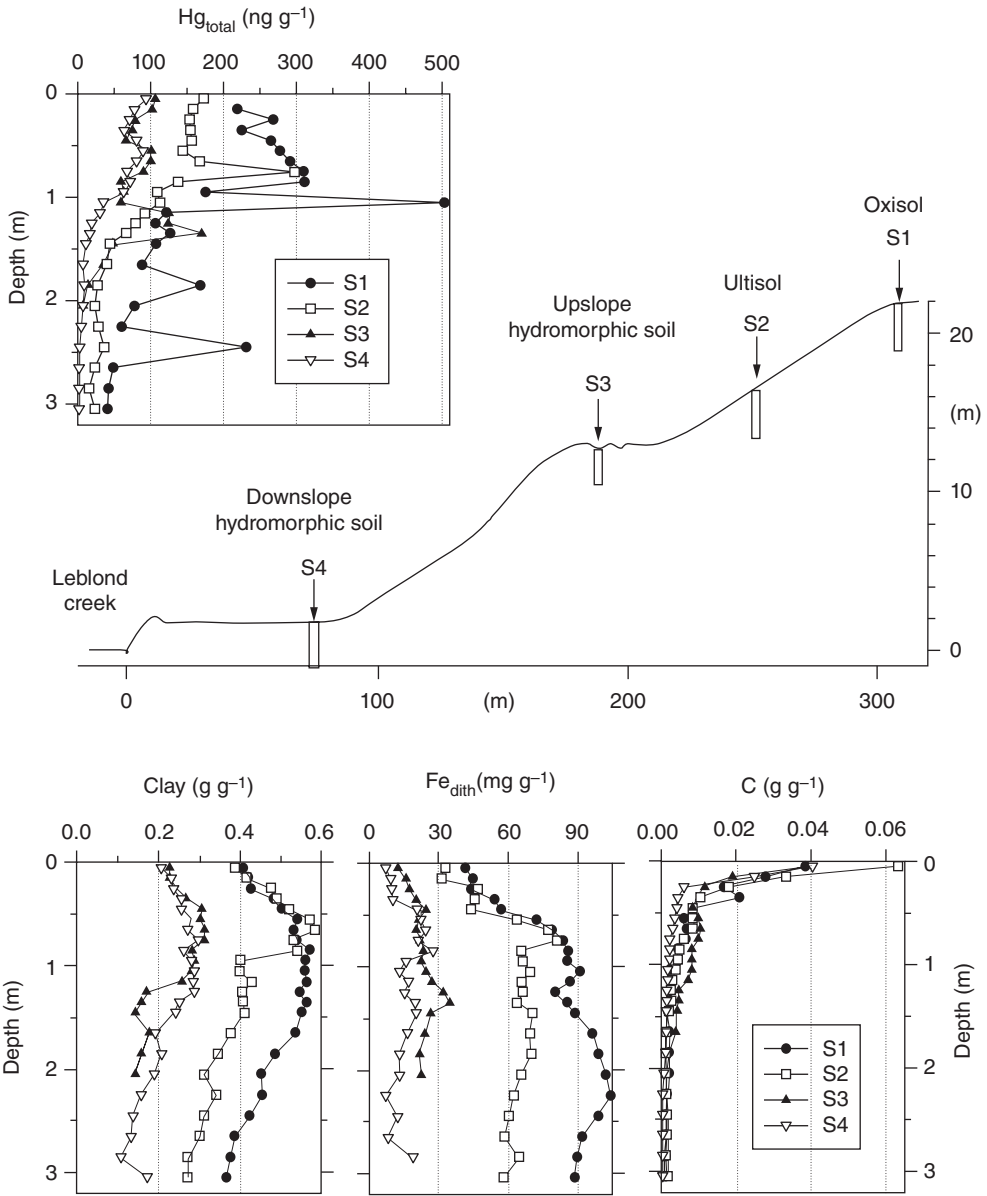 Hg_total (ng g–1)
0 100 200 300 400 500
0
1
2
3
Depth (m)
S1
S2
S3
S4
Oxisol
S1
Ultisol
S2
Upslope
hydromorphic soil
S3
Downslope
hydromorphic soil
S4
Leblond
creek
20
(m)
10
0
0 100 (m) 200 300
Clay (g g–1)
0.0 0.2 0.4 0.6
Fe_dith(mg g–1)
0 30 60 90
C (g g–1)
0.00 0.02 0.04 0.06
0
1
2
3
Depth (m)
0
1
2
3
Depth (m)
S1
S2
S3
S4